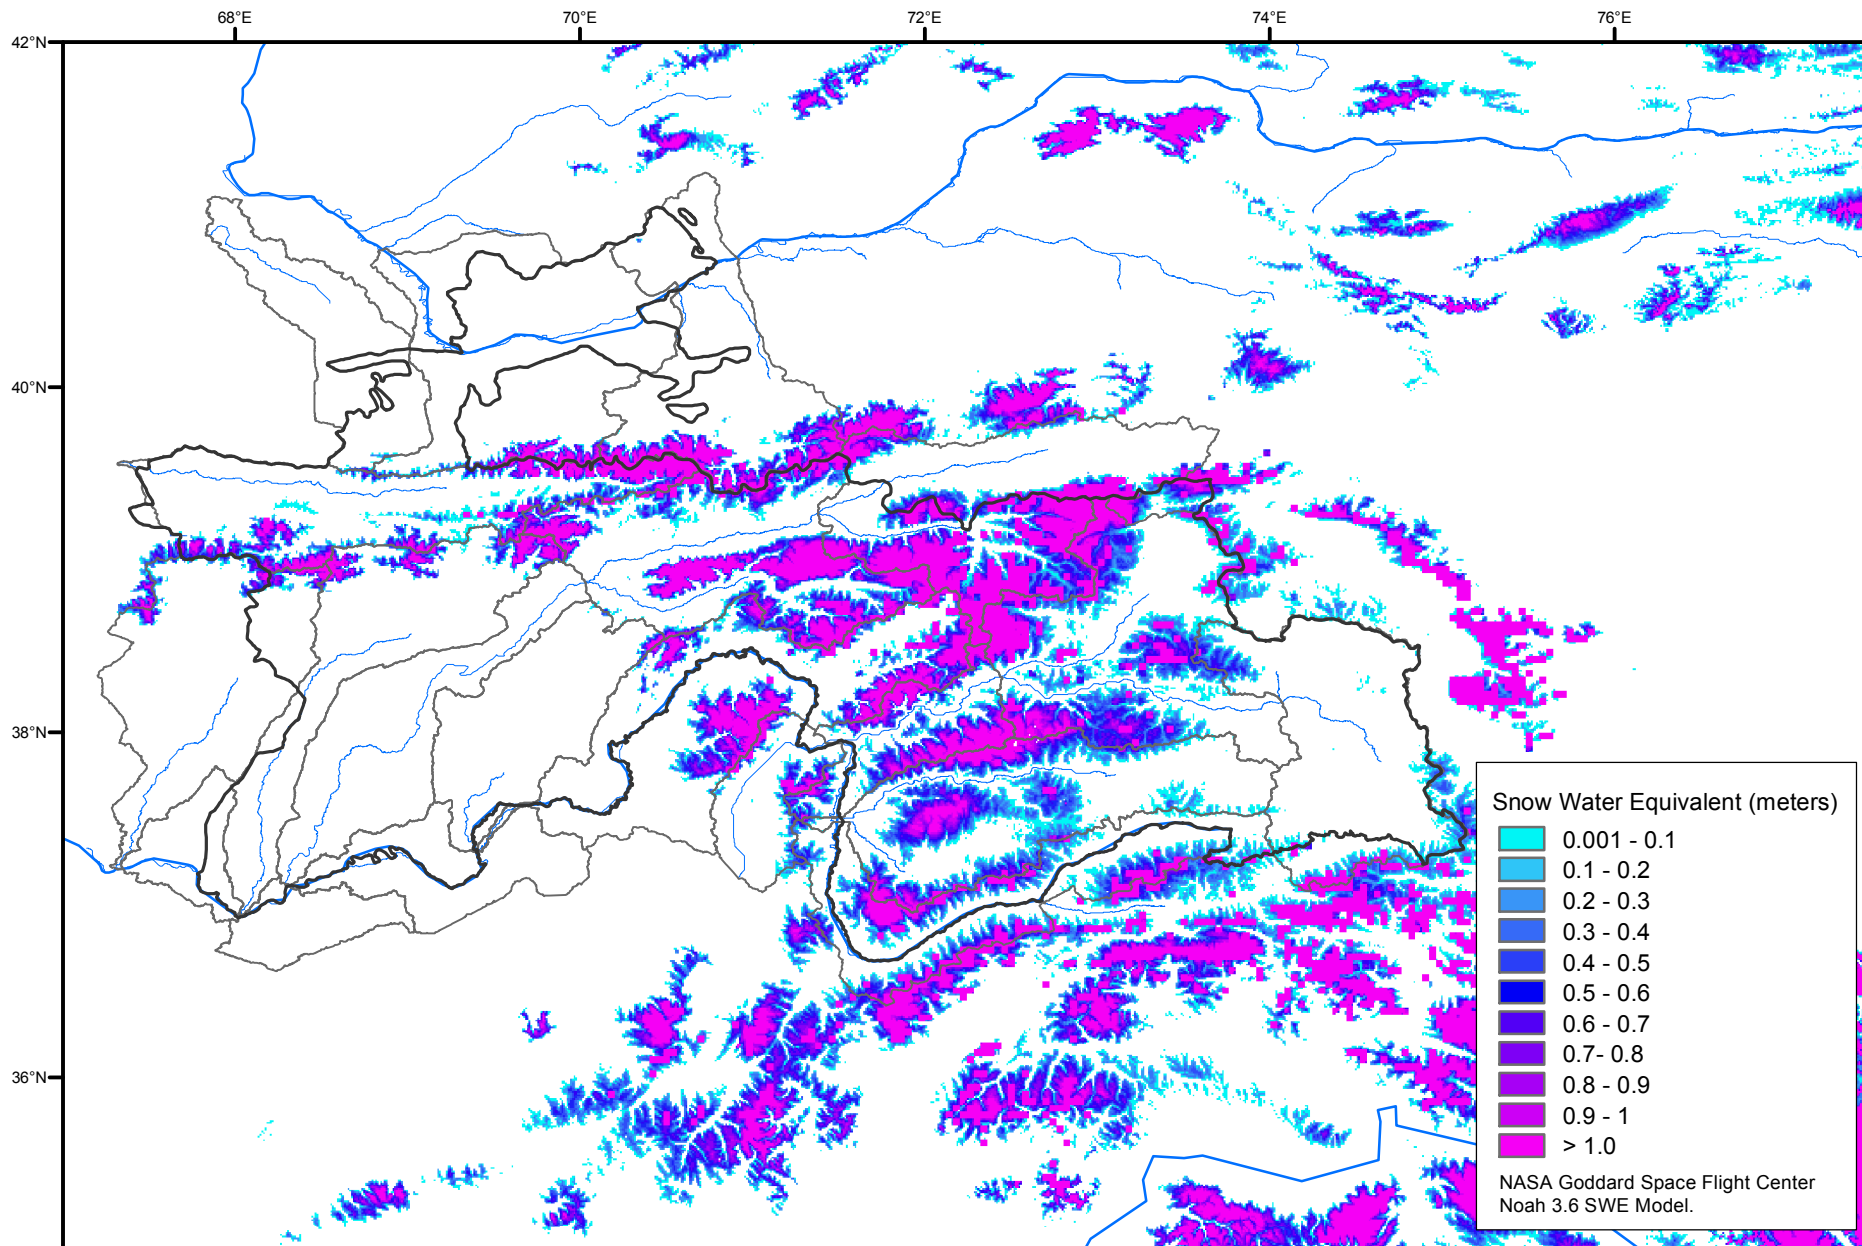 68°E 70°E 72°E 74°E 76°E
42°N
40°N
38°N
36°N
Snow Water Equivalent (meters)
0.001 - 0.1
0.1 - 0.2
0.2 - 0.3
0.3 - 0.4
0.4 - 0.5
0.5 - 0.6
0.6 - 0.7
0.7- 0.8
0.8 - 0.9
0.9 - 1
> 1.0
NASA Goddard Space Flight Center
Noah 3.6 SWE Model.